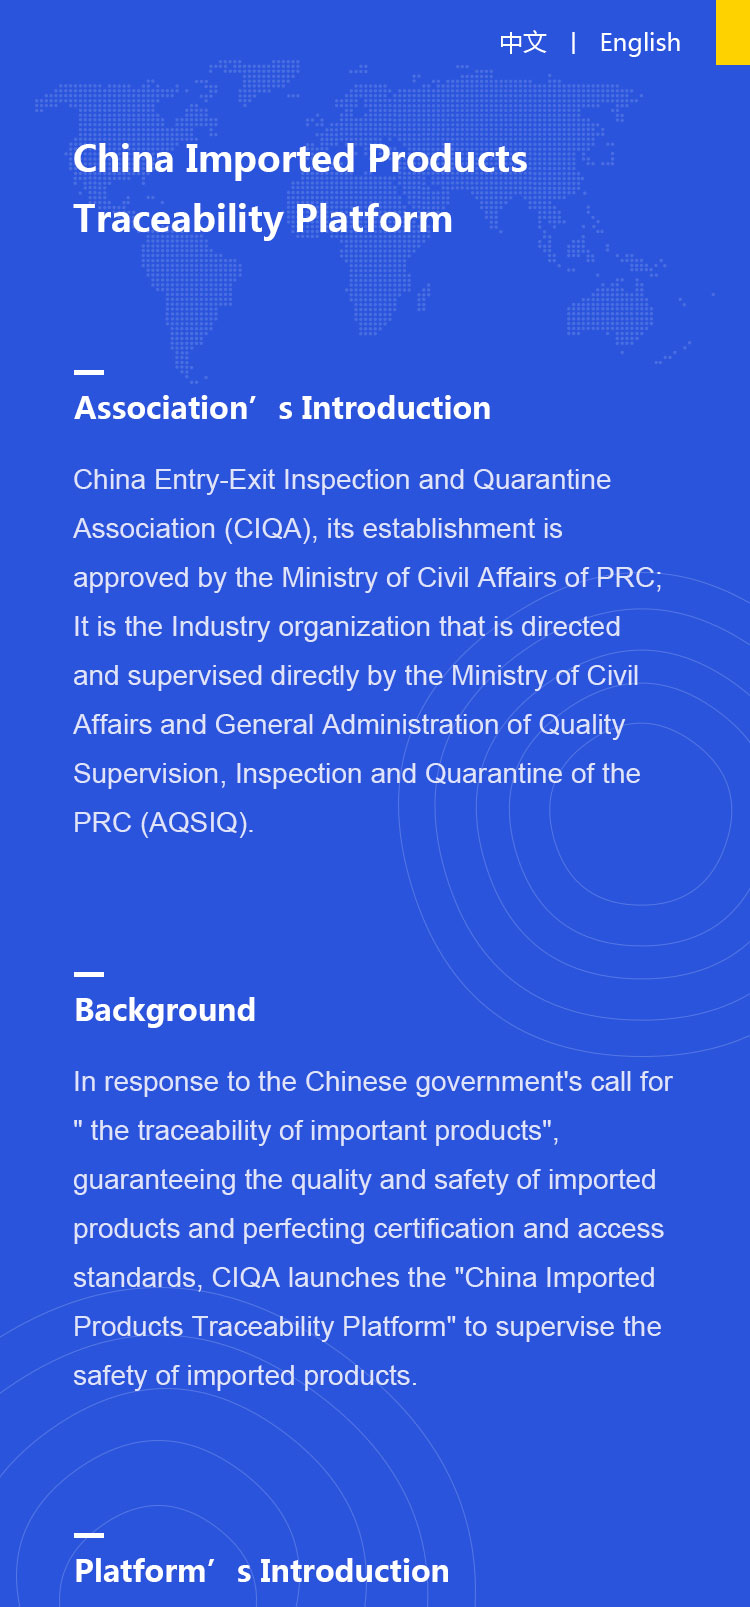 中文 | English
China Imported Products
Traceability Platform
Association's Introduction
China Entry-Exit Inspection and Quarantine
Association (CIQA), its establishment is
approved by the Ministry of Civil Affairs of PRC;
It is the Industry organization that is directed
and supervised directly by the Ministry of Civil
Affairs and General Administration of Quality
Supervision, Inspection and Quarantine of the
PRC (AQSIQ).
Background
In response to the Chinese government's call for
" the traceability of important products",
guaranteeing the quality and safety of imported
products and perfecting certification and access
standards, CIQA launches the "China Imported
Products Traceability Platform" to supervise the
safety of imported products.
Platform's Introduction